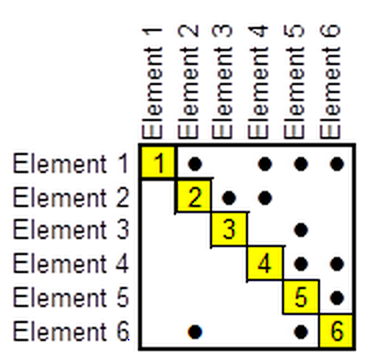 Element 1
Element 2
Element 3
Element 4
Element 5
Element 6
Element 1 1
Element 2 2
Element 3 3
Element 4 4
Element 5 5
Element 6 6